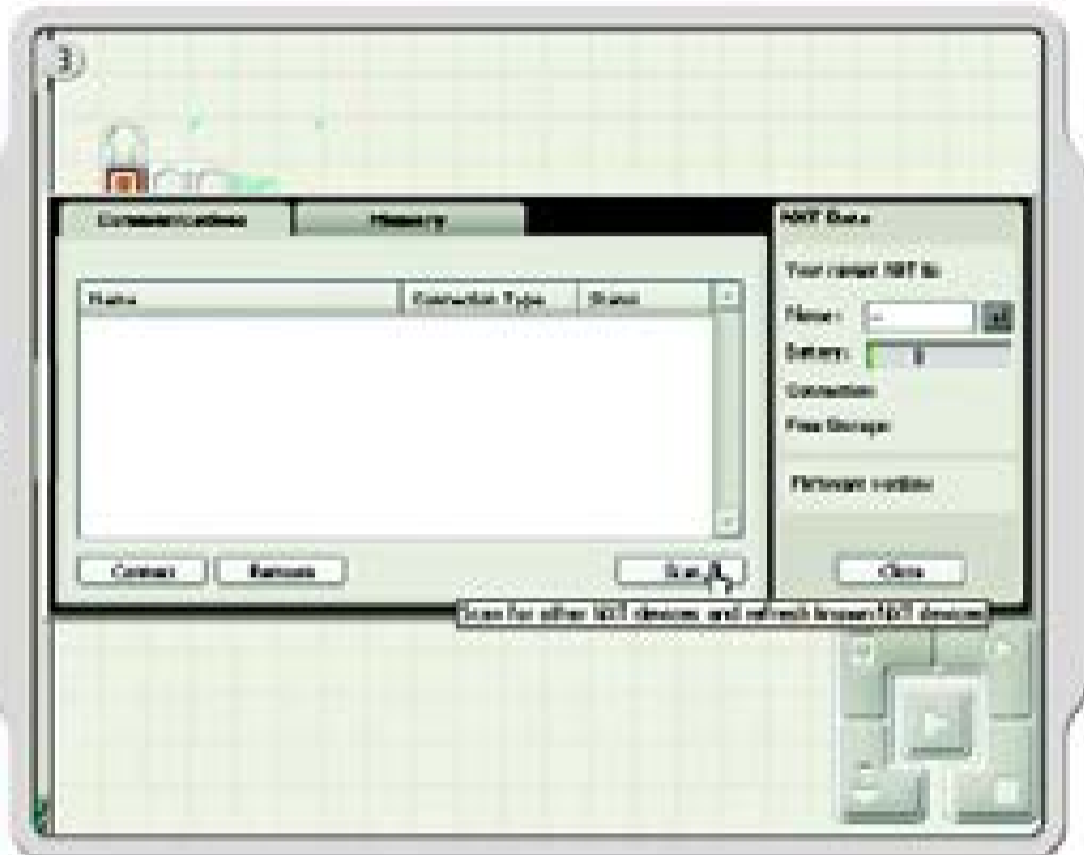 3
Start
Communications
Memory
Name
Connection Type
Status
Connect
Remove
Scan
Scan for other NXT devices and refresh known NXT devices
NXT Data
Your current NXT is:
Name:
--
Battery:
Connection:
Free Storage:
Firmware version:
Close